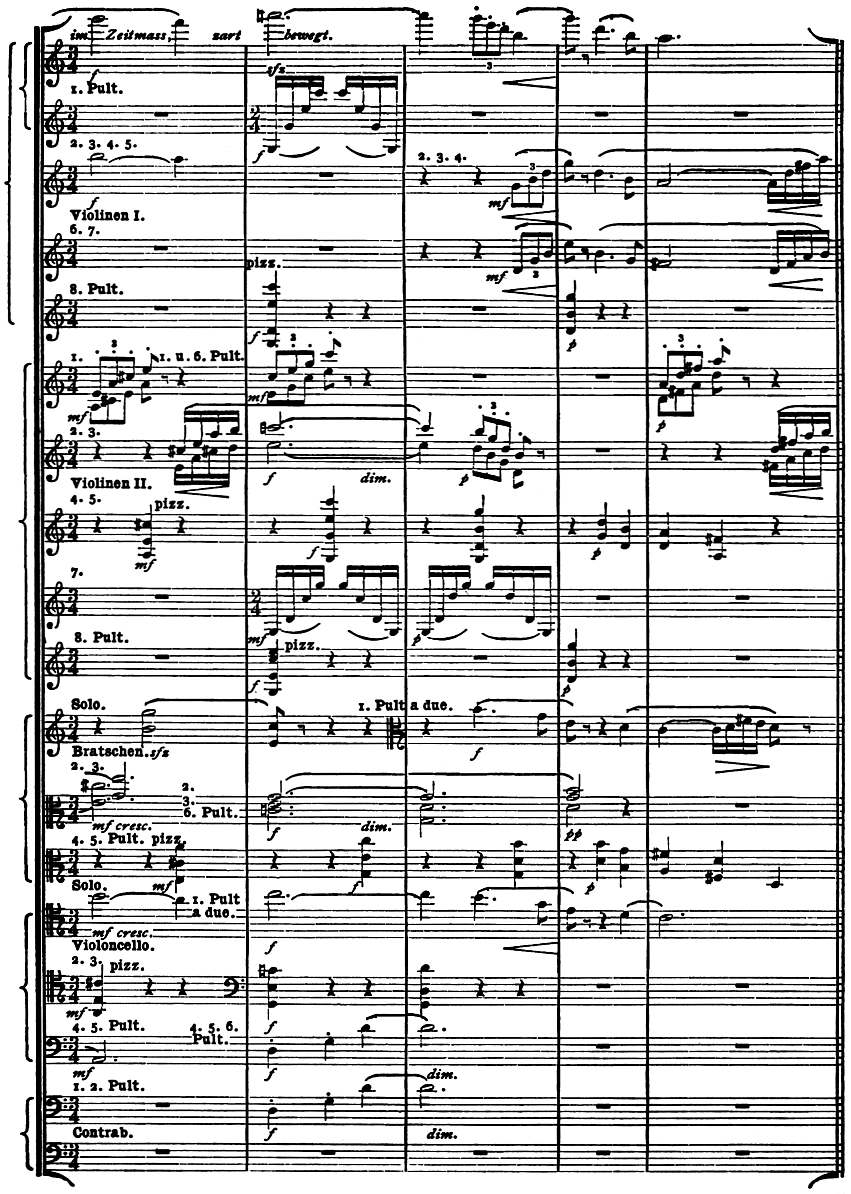 im Zeitmass, zart bewegt.
3
f
sfz
1. Pult.
f
2. 3. 4. 5.
2. 3. 4.
3
f
mf
Violinen I.
6. 7.
pizz.
mf
3
8. Pult.
f
p
1.
3
1. u. 6. Pult.
3
3
mf
mf
p
2. 3.
3
f
dim.
p
Violinen II.
4. 5.
pizz.
mf
f
p
7.
mf
p
8. Pult.
pizz.
f
p
Solo.
1. Pult a due.
f
Bratschen. sfz
2. 3.
2.
3.
6. Pult.
mf cresc.
f
dim.
pp
4. 5. Pult. pizz.
mf
f
p
Solo.
1. Pult
a due.
mf cresc.
f
Violoncello.
2. 3.
pizz.
mf
f
4. 5. Pult.
4. 5. 6.
Pult.
mf
f
dim.
1. 2. Pult.
f
dim.
Contrab.